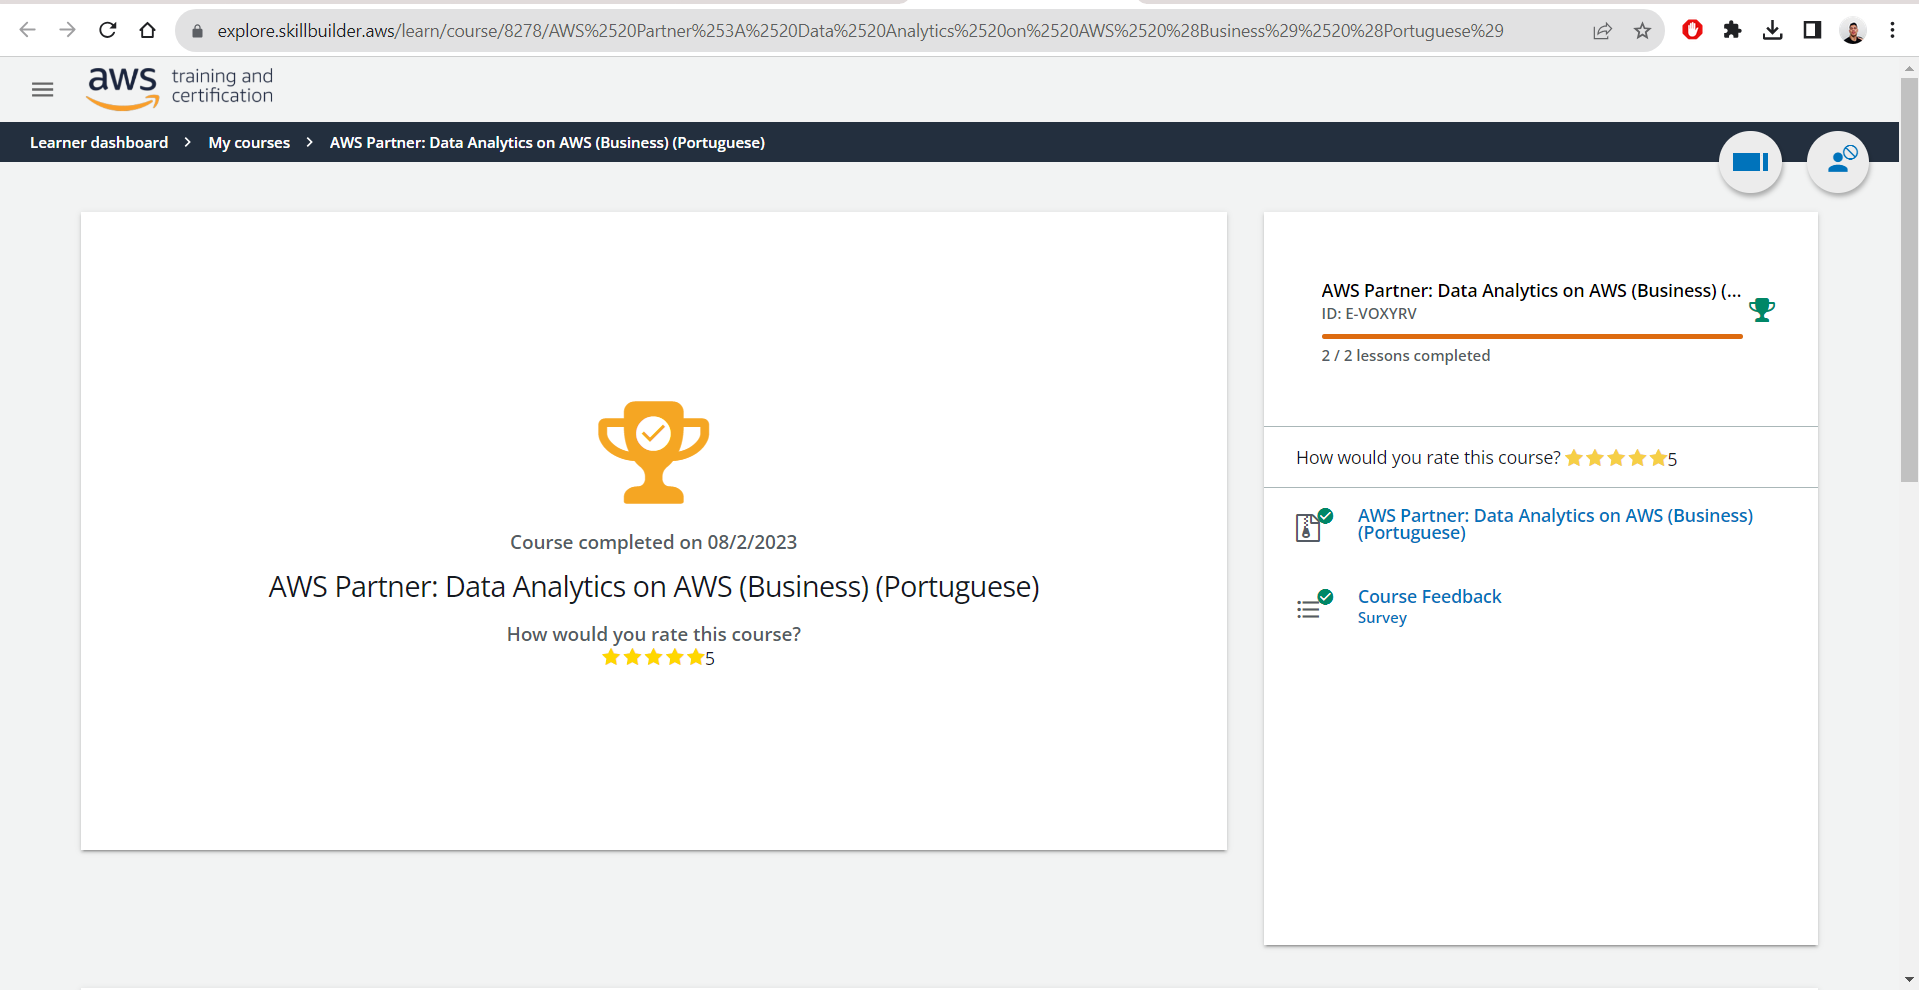 explore.skillbuilder.aws/learn/course/8278/AWS%2520Partner%253A%2520Data%2520Analytics%2520on%2520AWS%2520%28Business%29%2520%28Portuguese%29
aws training and
certification
Learner dashboard > My courses > AWS Partner: Data Analytics on AWS (Business) (Portuguese)
Course completed on 08/2/2023
AWS Partner: Data Analytics on AWS (Business) (Portuguese)
How would you rate this course?
5
AWS Partner: Data Analytics on AWS (Business) (...
ID: E-VOXYRV
2 / 2 lessons completed
How would you rate this course? 5
AWS Partner: Data Analytics on AWS (Business)
(Portuguese)
Course Feedback
Survey